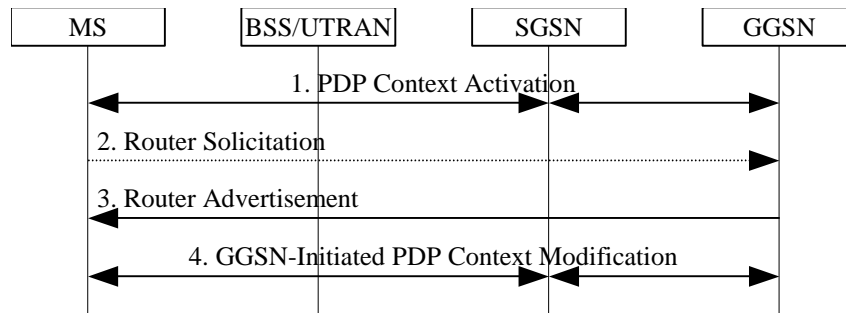 MS
BSS/UTRAN
SGSN
GGSN
1. PDP Context Activation
2. Router Solicitation
3. Router Advertisement
4. GGSN-Initiated PDP Context Modification